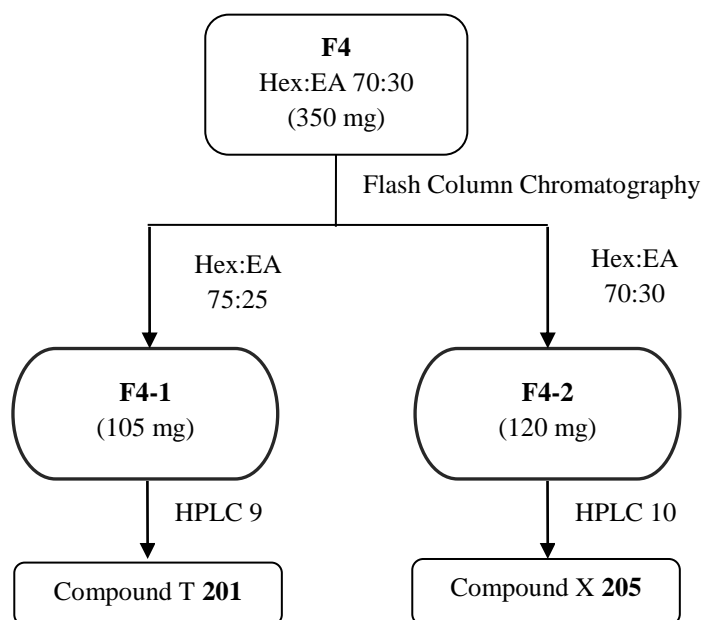 F4
Hex:EA 70:30
(350 mg)
Flash Column Chromatography
Hex:EA
75:25
Hex:EA
70:30
F4-1
(105 mg)
F4-2
(120 mg)
HPLC 9
HPLC 10
Compound T 201
Compound X 205